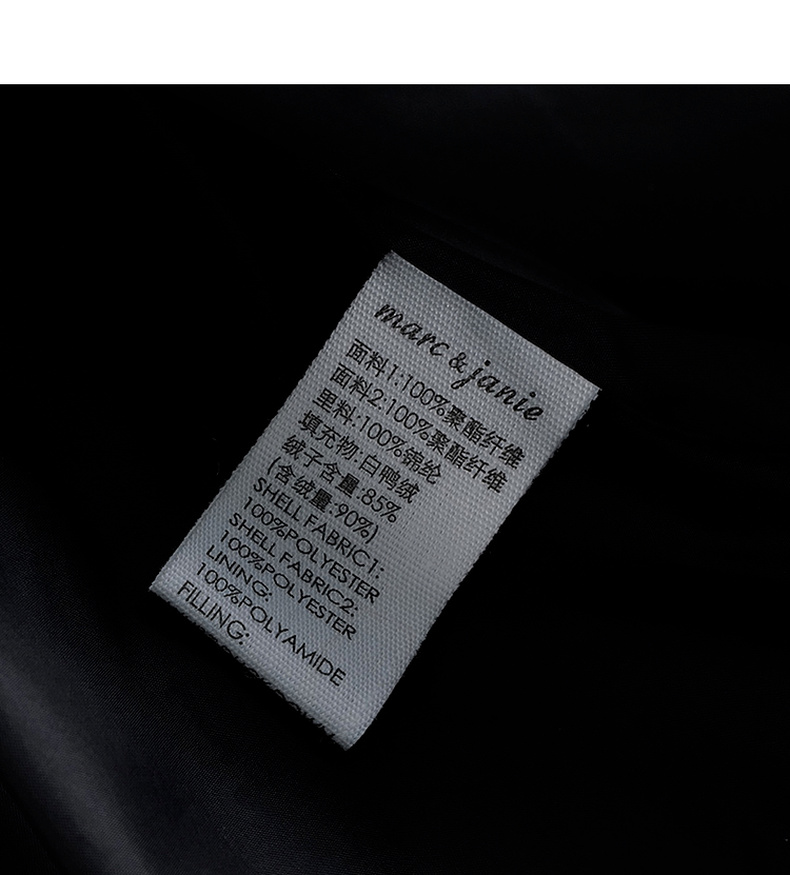 marc & janie
面料1:100%聚酯纤维
面料2:100%聚酯纤维
里料:100%锦纶
填充物:白鸭绒
绒子含量:85%
(含绒量:90%)
SHELL FABRIC1:
100%POLYESTER
SHELL FABRIC2:
100%POLYESTER
LINING:
100%POLYAMIDE
FILLING: